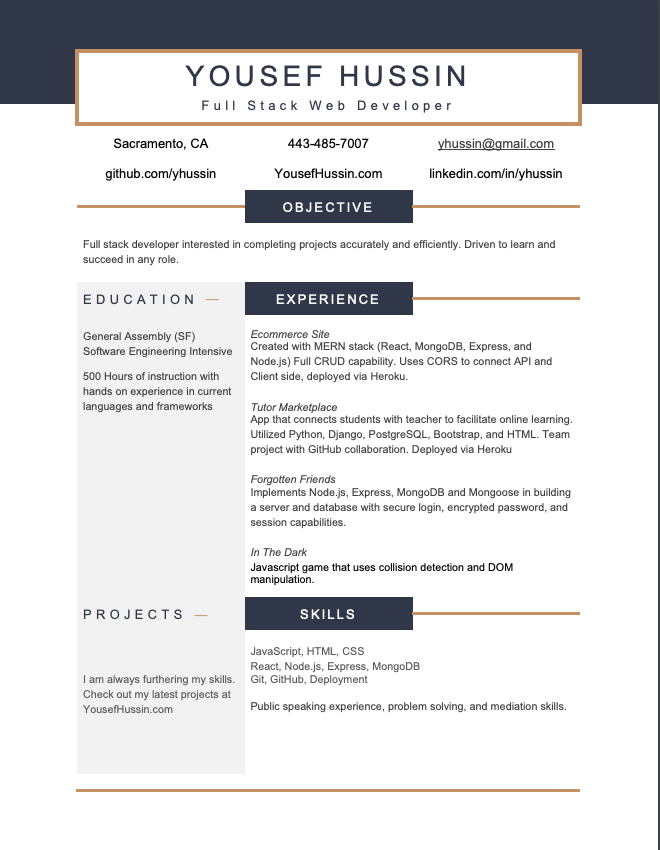 YOUSEF HUSSIN
Full Stack Web Developer
Sacramento, CA
443-485-7007
yhussin@gmail.com
github.com/yhussin
YousefHussin.com
linkedin.com/in/yhussin
OBJECTIVE
Full stack developer interested in completing projects accurately and efficiently. Driven to learn and
succeed in any role.
EDUCATION —
General Assembly (SF)
Software Engineering Intensive
500 Hours of instruction with
hands on experience in current
languages and frameworks
EXPERIENCE
Ecommerce Site
Created with MERN stack (React, MongoDB, Express, and
Node.js) Full CRUD capability. Uses CORS to connect API and
Client side, deployed via Heroku.
Tutor Marketplace
App that connects students with teacher to facilitate online learning.
Utilized Python, Django, PostgreSQL, Bootstrap, and HTML. Team
project with GitHub collaboration. Deployed via Heroku
Forgotten Friends
Implements Node.js, Express, MongoDB and Mongoose in building
a server and database with secure login, encrypted password, and
session capabilities.
In The Dark
Javascript game that uses collision detection and DOM
manipulation.
PROJECTS —
I am always furthering my skills.
Check out my latest projects at
YousefHussin.com
SKILLS
JavaScript, HTML, CSS
React, Node.js, Express, MongoDB
Git, GitHub, Deployment
Public speaking experience, problem solving, and mediation skills.